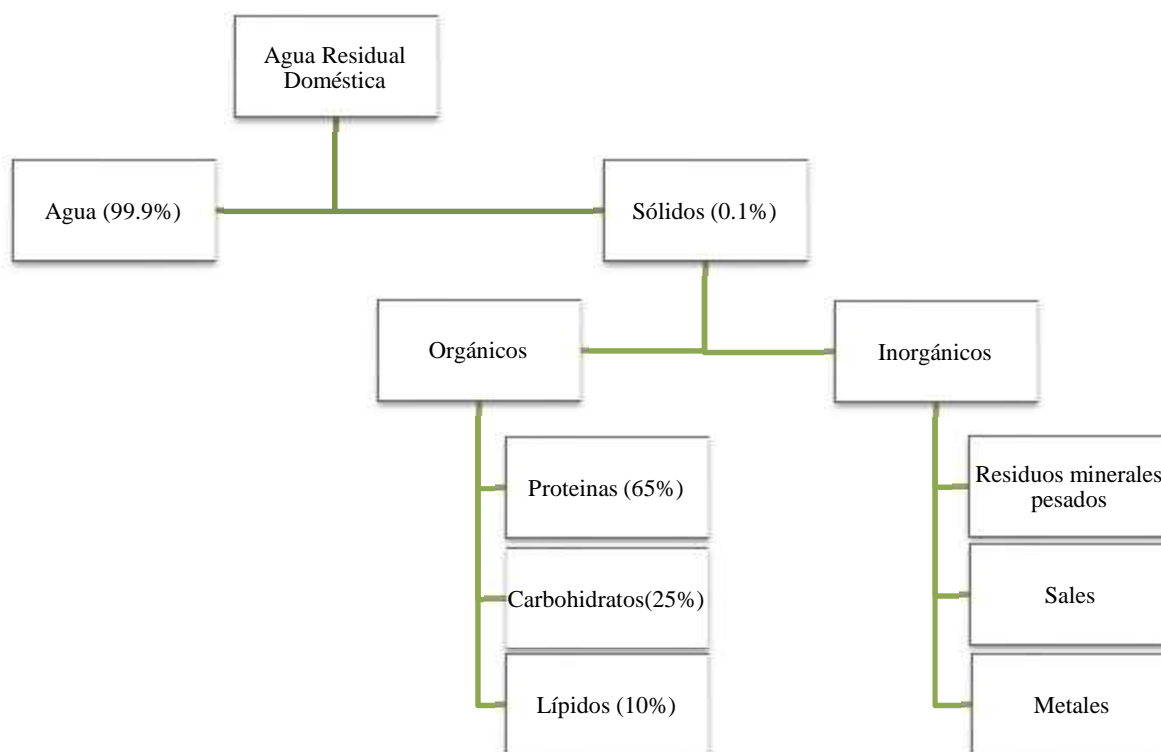 Agua Residual
Doméstica
Agua (99.9%)
Sólidos (0.1%)
Orgánicos
Inorgánicos
Proteinas (65%)
Carbohidratos(25%)
Lípidos (10%)
Residuos minerales
pesados
Sales
Metales